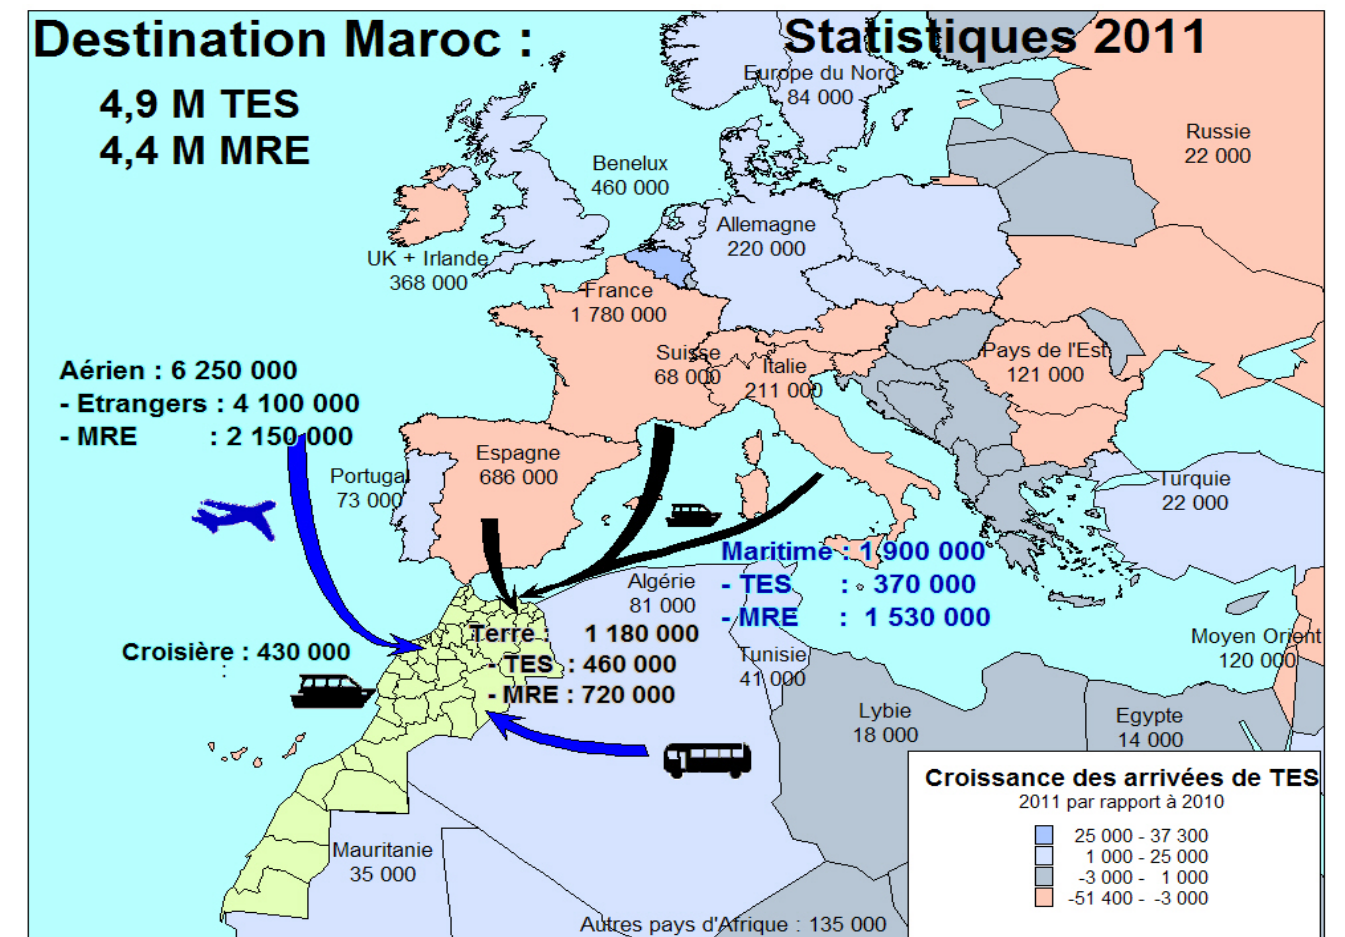 Destination Maroc :
Statistiques 2011
4,9 M TES
4,4 M MRE
Europe du Nord
84 000
Russie
22 000
Benelux
460 000
Allemagne
220 000
UK + Irlande
368 000
France
1 780 000
Suisse
68 000
Italie
211 000
Pays de l'Est
121 000
Aérien : 6 250 000
- Etrangers : 4 100 000
- MRE : 2 150 000
Espagne
686 000
Portugal
73 000
Turquie
22 000
Maritime : 1 900 000
- TES : 370 000
- MRE : 1 530 000
Algérie
81 000
Terre : 1 180 000
- TES : 460 000
- MRE : 720 000
Croisière : 430 000
:
Tunisie
41 000
Moyen Orient
120 000
Lybie
18 000
Egypte
14 000
Mauritanie
35 000
Autres pays d'Afrique : 135 000
Croissance des arrivées de TES
2011 par rapport à 2010
25 000 - 37 300
1 000 - 25 000
-3 000 - 1 000
-51 400 - -3 000